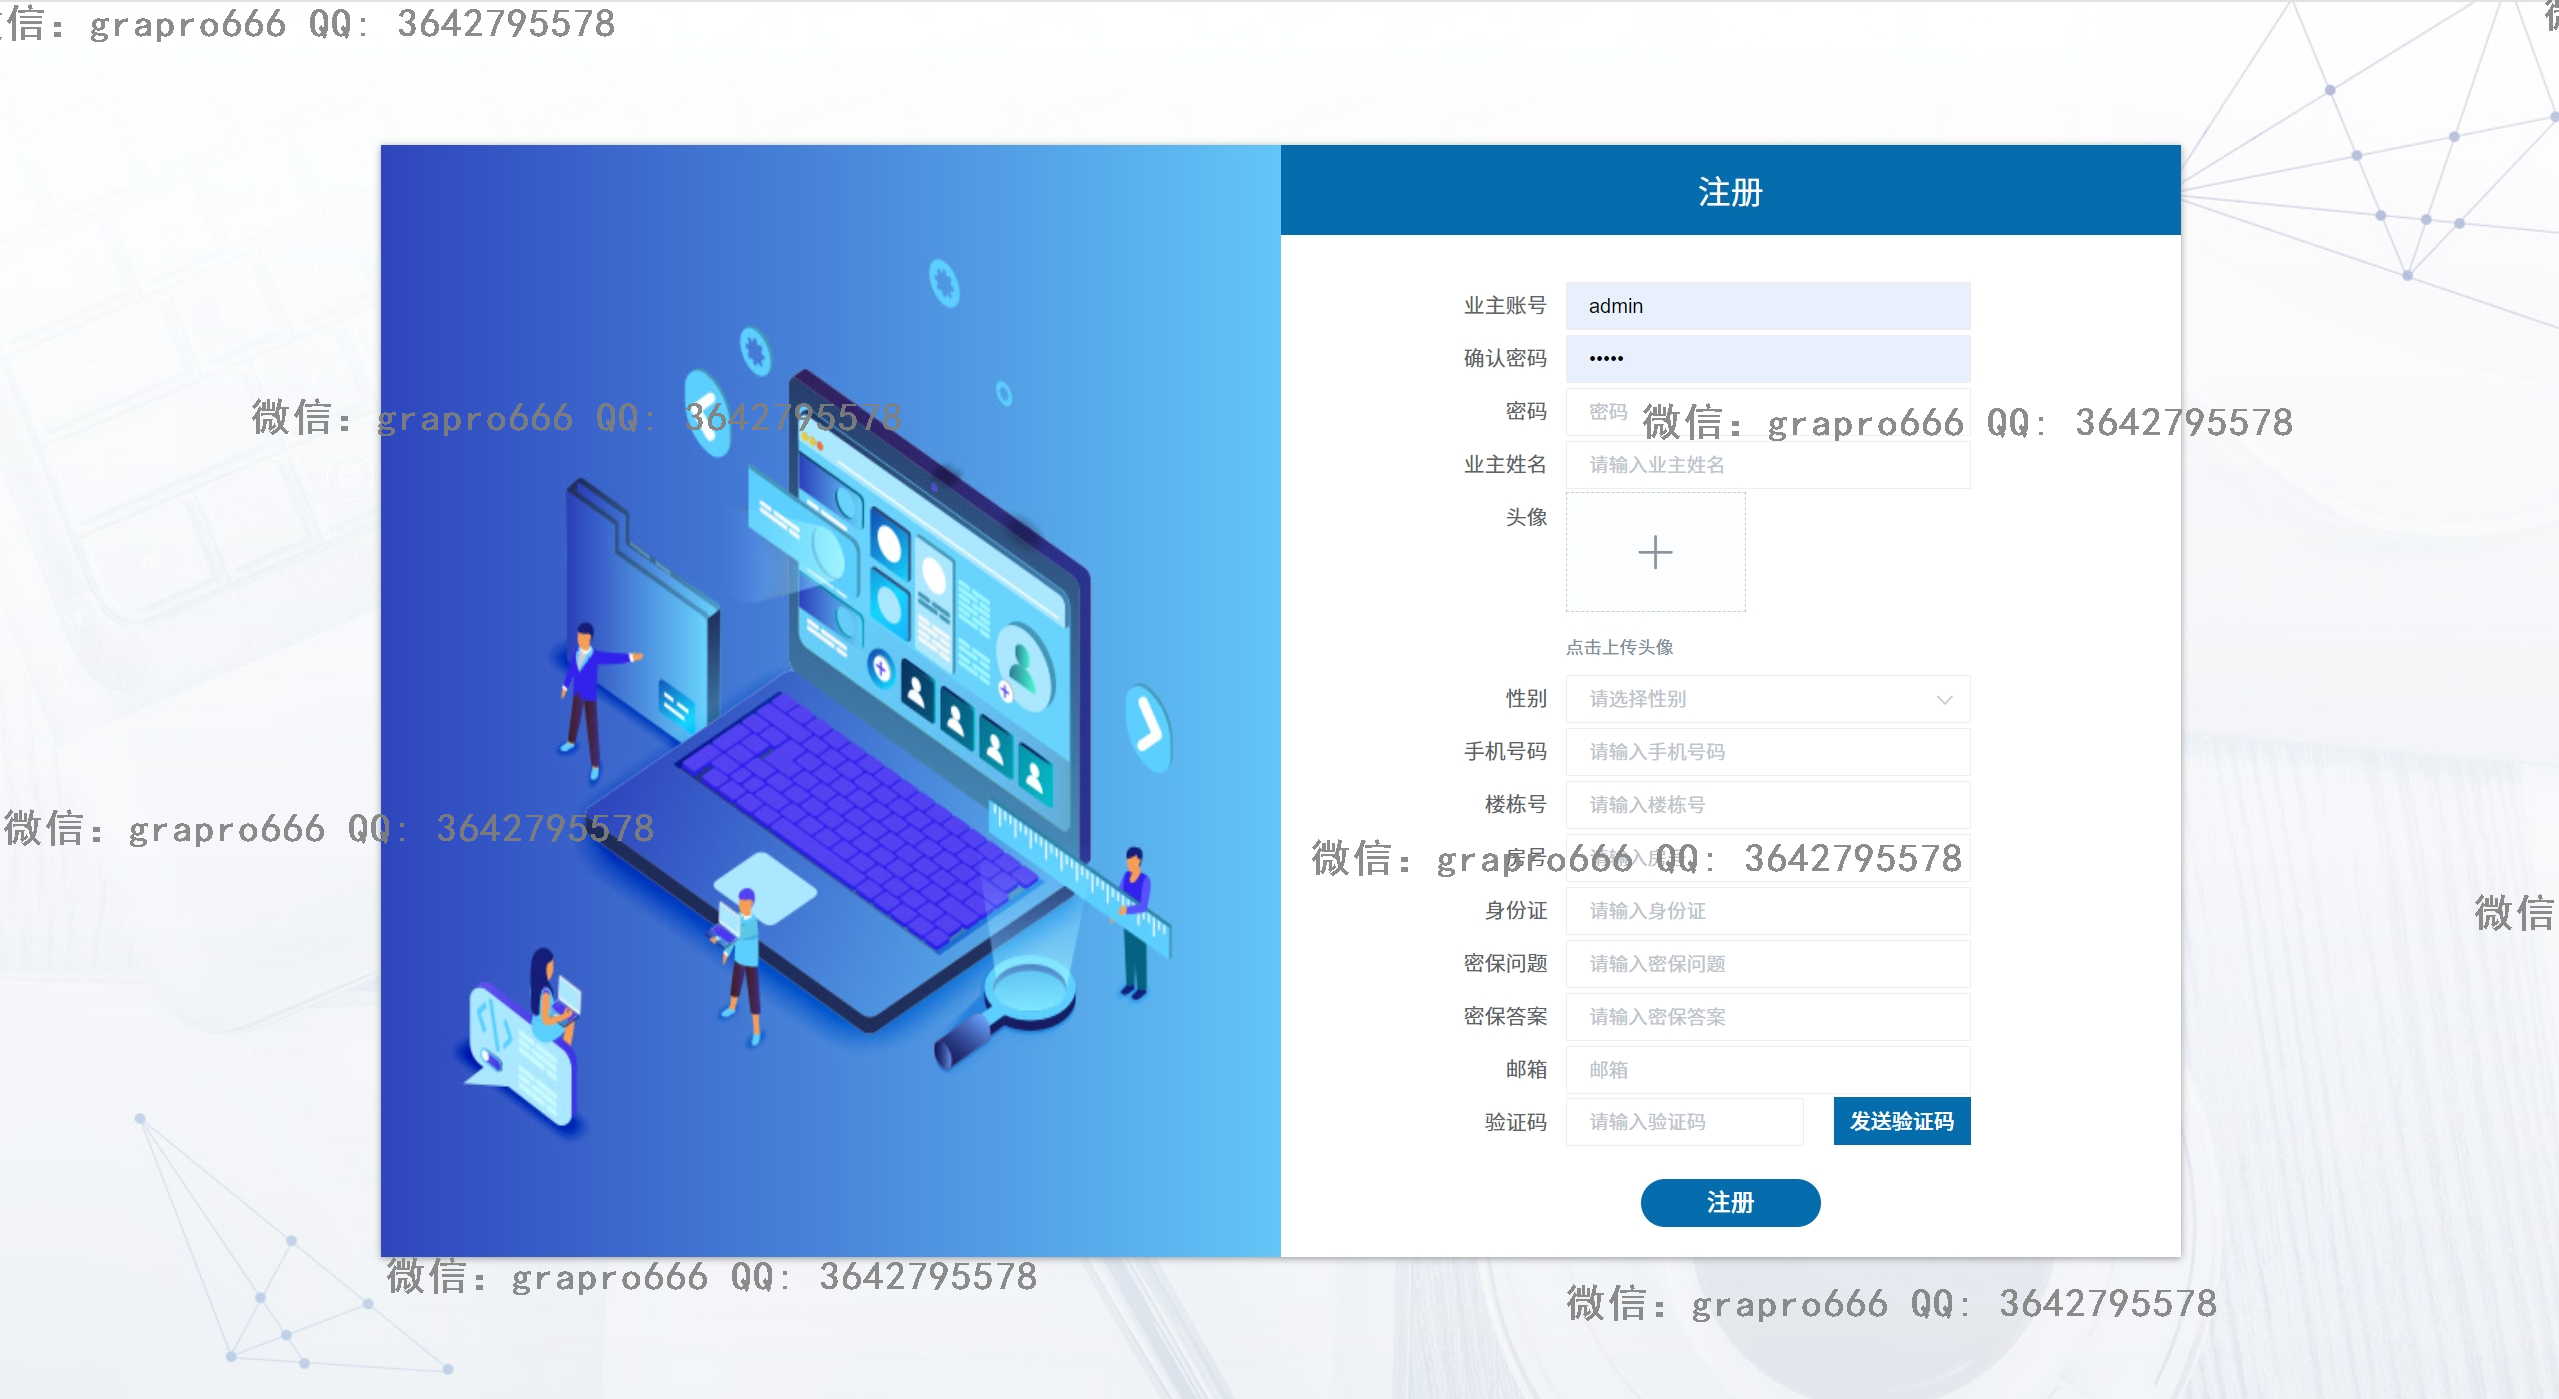 微信：grapro666 QQ: 3642795578
注册
业主账号 admin
确认密码 •••••
密码 密码
微信：grapro666 QQ: 3642795578
微信：grapro666 QQ: 3642795578
业主姓名 请输入业主姓名
头像
点击上传头像
性别 请选择性别
手机号码 请输入手机号码
楼栋号 请输入楼栋号
微信：grapro666 QQ: 3642795578
房号
微信：grapro666 QQ: 3642795578
身份证 请输入身份证
微信
密保问题 请输入密保问题
密保答案 请输入密保答案
邮箱 邮箱
验证码 请输入验证码 发送验证码
注册
微信：grapro666 QQ: 3642795578
微信：grapro666 QQ: 3642795578